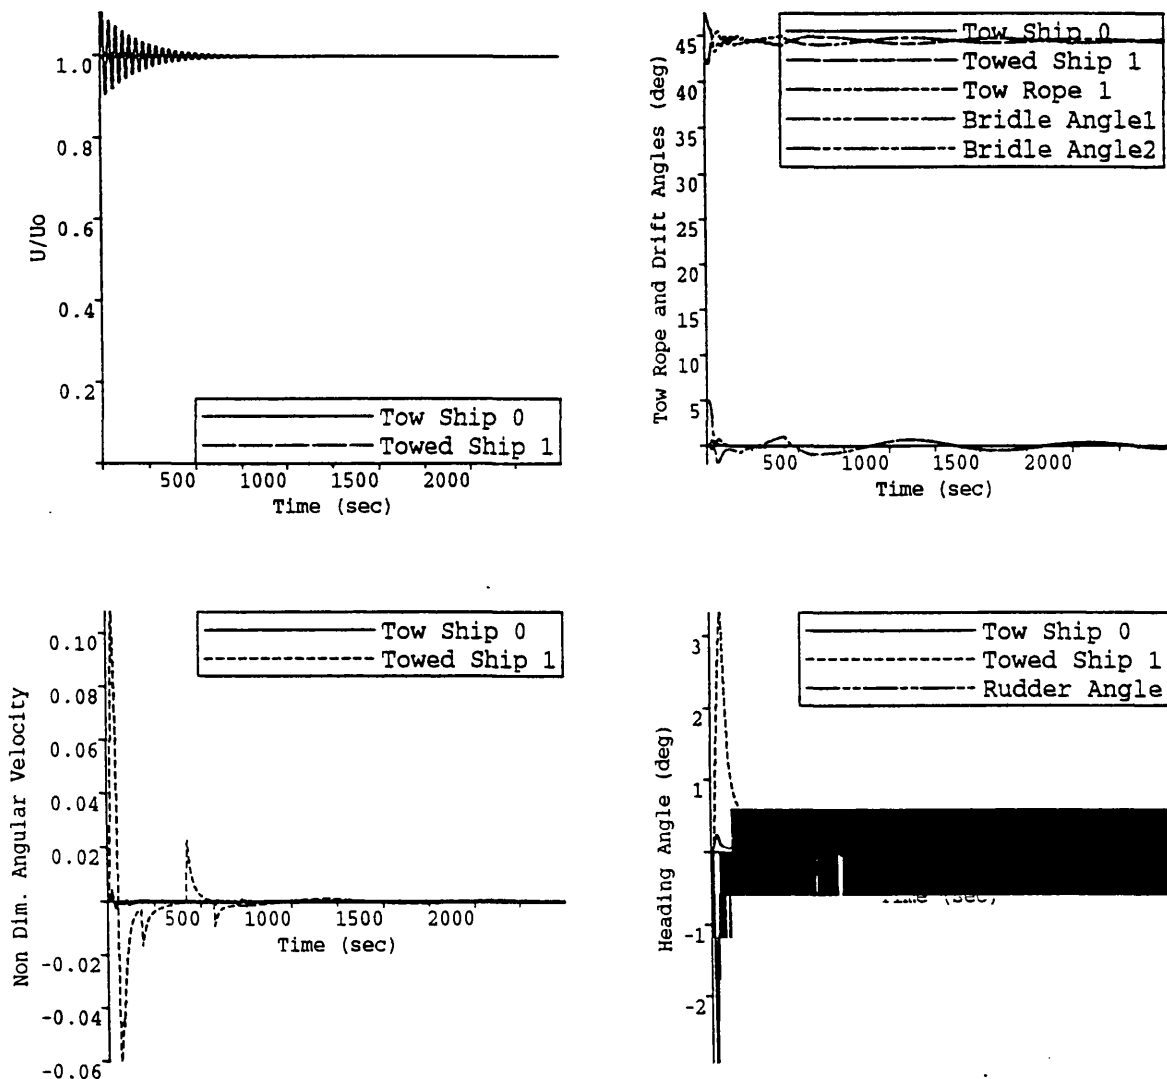 1.0
0.8
0.6
0.4
0.2
U/Uo
Tow Ship 0
Towed Ship 1
500 1000 1500 2000
Time (sec)
45
40
35
30
25
20
15
10
5
Tow Rope and Drift Angles (deg)
Tow Ship 0
Towed Ship 1
Tow Rope 1
Bridle Angle1
Bridle Angle2
500 1000 1500 2000
Time (sec)
0.10
0.08
0.06
0.04
0.02
-0.02
-0.04
-0.06
Non Dim. Angular Velocity
Tow Ship 0
Towed Ship 1
500 1000 1500 2000
Time (sec)
3
2
1
-1
-2
Heading Angle (deg)
Tow Ship 0
Towed Ship 1
Rudder Angle
Time (sec)